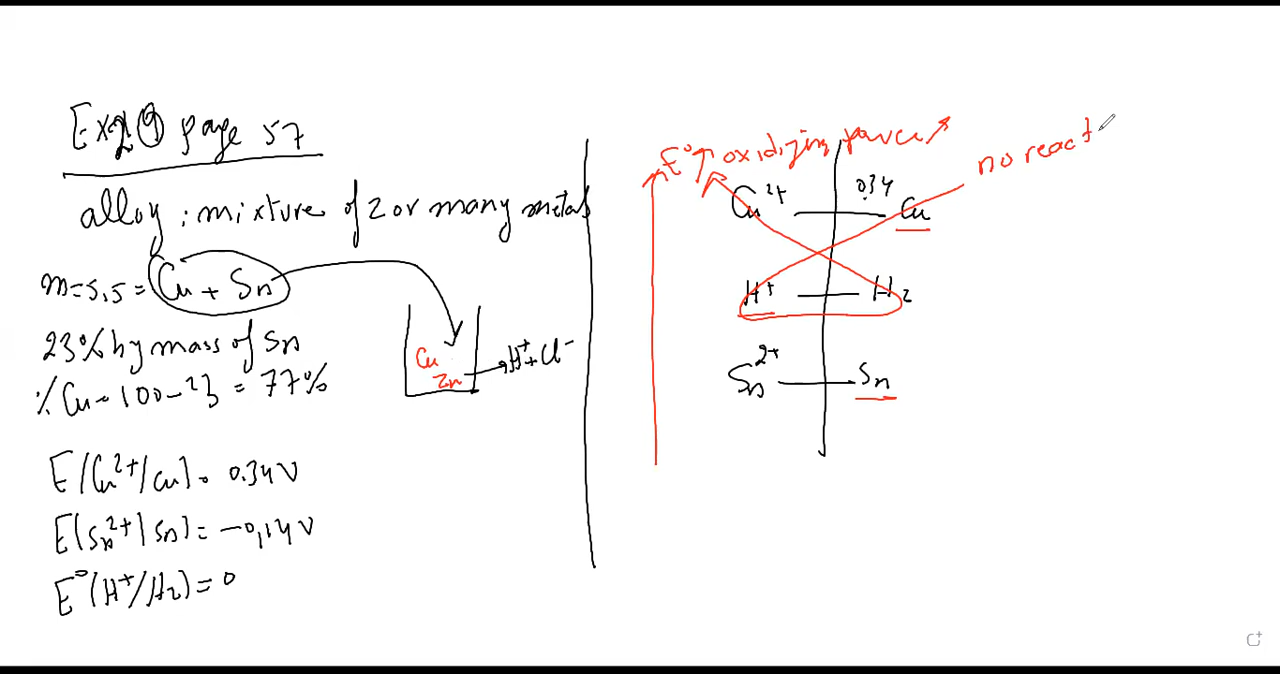 Ex 29 page 57
alloy : mixture of 2 or many metals
m=5,5 = Cu + Sn
23% by mass of Sn
% Cu = 100-23 = 77%
Cu
Zn
H⁺ + Cl⁻
E(Cu²⁺/Cu) = 0.34 V
E(Sn²⁺/Sn) = -0,14 V
E°(H⁺/H₂) = 0
E°↑ oxidizing power ↗
no react
Cu²⁺ 0.34 Cu
H⁺ H₂
Sn²⁺ Sn